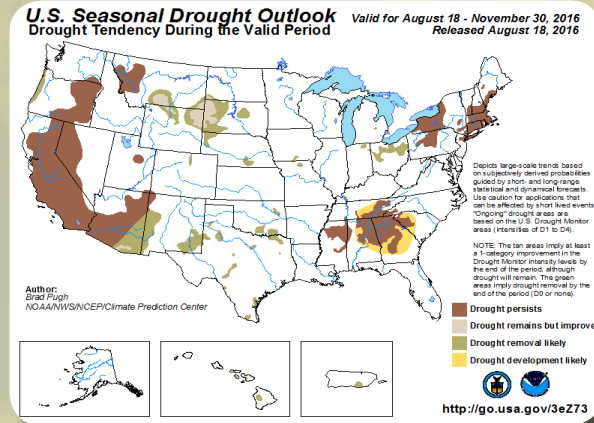 U.S. Seasonal Drought Outlook
Drought Tendency During the Valid Period
Valid for August 18 - November 30, 2016
Released August 18, 2016
Depicts large-scale trends based
on subjectively derived probabilities
guided by short- and long-range
statistical and dynamical forecasts.
Use caution for applications that
can be affected by short lived events.
"Ongoing" drought areas are
based on the U.S. Drought Monitor
areas (intensities of D1 to D4).
NOTE: The tan areas imply at least
a 1-category improvement in the
Drought Monitor intensity levels by
the end of the period, although
drought will remain. The green
areas imply drought removal by the
end of the period (D0 or none).
Author:
Brad Pugh
NOAA/NWS/NCEP/Climate Prediction Center
Drought persists
Drought remains but improve
Drought removal likely
Drought development likely
http://go.usa.gov/3eZ73